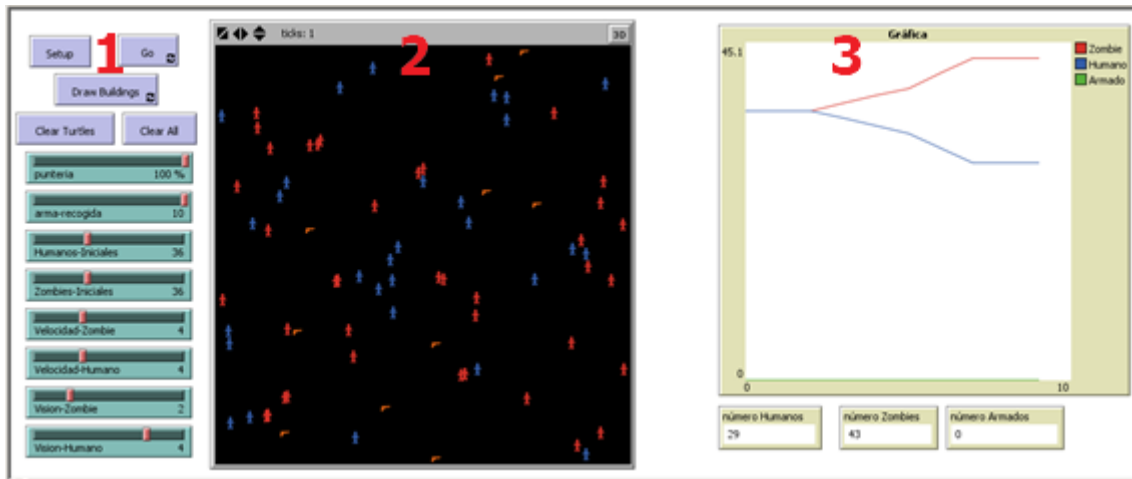 1
Setup
Go
Draw Buildings
Clear Turtles
Clear All
punteria 100 %
arma-recogida 10
Humanos-Iniciales 36
Zombies-Iniciales 36
Velocidad-Zombie 4
Velocidad-Humano 4
Vision-Zombie 2
Vision-Humano 4
ticks: 1
3D
2
Gráfica
3
45.1
0
0
10
Zombie
Humano
Armado
número Humanos
29
número Zombies
43
número Armados
0